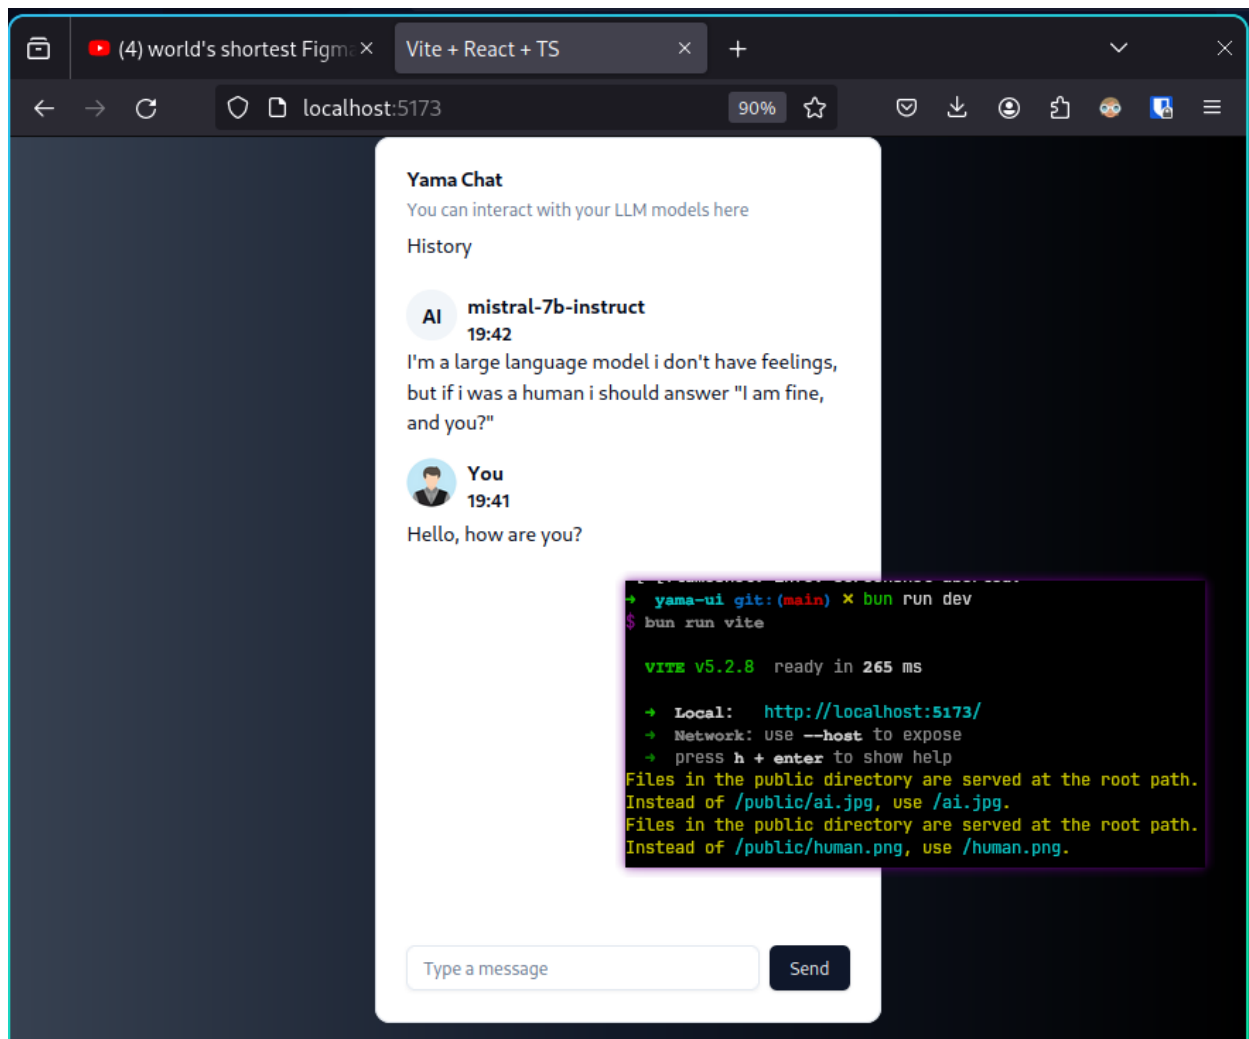 (4) world's shortest Figma
Vite + React + TS
localhost:5173
90%
Yama Chat
You can interact with your LLM models here
History
AI
mistral-7b-instruct
19:42
I'm a large language model i don't have feelings,
but if i was a human i should answer "I am fine,
and you?"
You
19:41
Hello, how are you?
➜ yama-ui git:(main) ✗ bun run dev
$ bun run vite
VITE v5.2.8 ready in 265 ms
➜ Local: http://localhost:5173/
➜ Network: use --host to expose
➜ press h + enter to show help
Files in the public directory are served at the root path.
Instead of /public/ai.jpg, use /ai.jpg.
Files in the public directory are served at the root path.
Instead of /public/human.png, use /human.png.
Type a message
Send